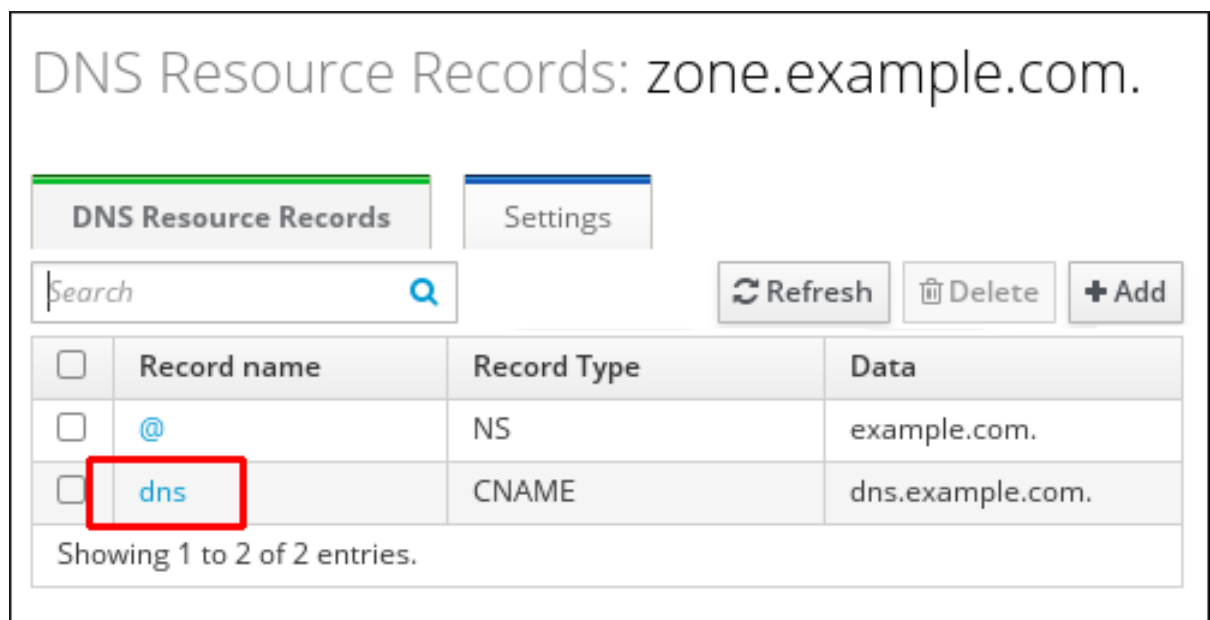 DNS Resource Records: zone.example.com.
DNS Resource Records Settings
Search Refresh Delete + Add
Record name Record Type Data
@ NS example.com.
dns CNAME dns.example.com.
Showing 1 to 2 of 2 entries.